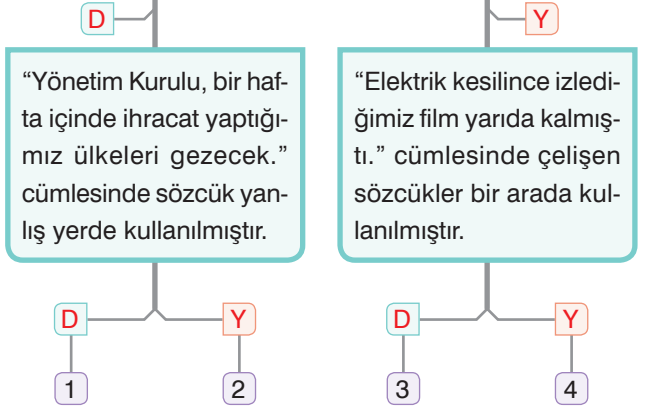 D
Y
“Yönetim Kurulu, bir haf-
ta içinde ihracat yaptığı-
mız ülkeleri gezecek.”
cümlesinde sözcük yan-
lış yerde kullanılmıştır.
“Elektrik kesilince izledi-
ğimiz film yarıda kalmış-
tı.” cümlesinde çelişen
sözcükler bir arada kul-
lanılmıştır.
D
Y
D
Y
1
2
3
4